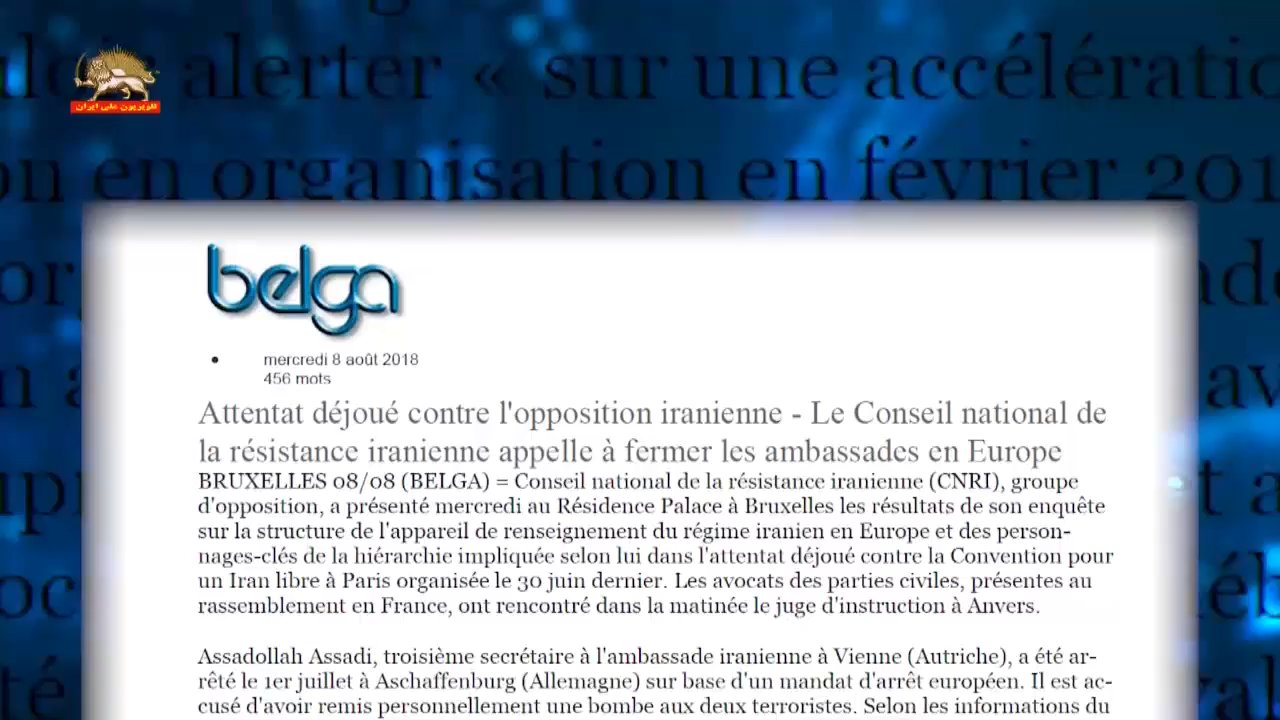 alerter « sur une
en organisation en février
تلویزیون ملی ایران
belga
• mercredi 8 août 2018
456 mots
Attentat déjoué contre l'opposition iranienne - Le Conseil national de
la résistance iranienne appelle à fermer les ambassades en Europe
BRUXELLES 08/08 (BELGA) = Conseil national de la résistance iranienne (CNRI), groupe
d'opposition, a présenté mercredi au Résidence Palace à Bruxelles les résultats de son enquête
sur la structure de l'appareil de renseignement du régime iranien en Europe et des person-
nages-clés de la hiérarchie impliquée selon lui dans l'attentat déjoué contre la Convention pour
un Iran libre à Paris organisée le 30 juin dernier. Les avocats des parties civiles, présentes au
rassemblement en France, ont rencontré dans la matinée le juge d'instruction à Anvers.
Assadollah Assadi, troisième secrétaire à l'ambassade iranienne à Vienne (Autriche), a été ar-
rêté le 1er juillet à Aschaffenburg (Allemagne) sur base d'un mandat d'arrêt européen. Il est ac-
cusé d'avoir remis personnellement une bombe aux deux terroristes. Selon les informations du